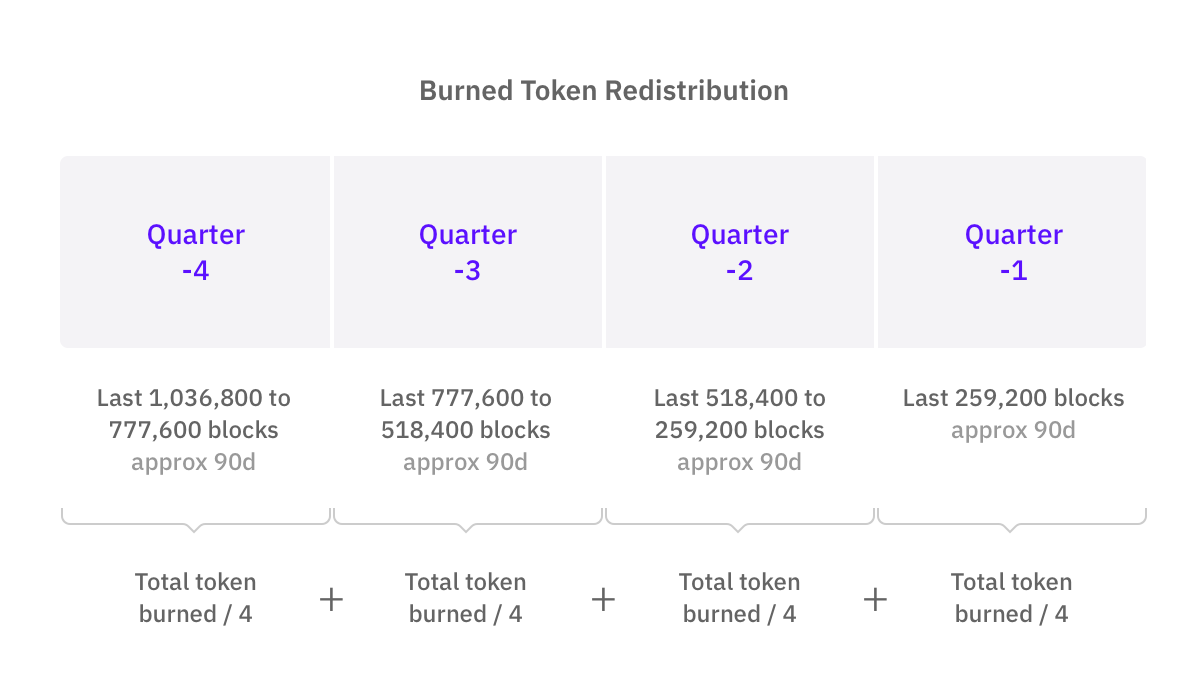 Burned Token Redistribution
Quarter
-4
Quarter
-3
Quarter
-2
Quarter
-1
Last 1,036,800 to
777,600 blocks
approx 90d
Last 777,600 to
518,400 blocks
approx 90d
Last 518,400 to
259,200 blocks
approx 90d
Last 259,200 blocks
approx 90d
Total token
burned / 4
+
Total token
burned / 4
+
Total token
burned / 4
+
Total token
burned / 4